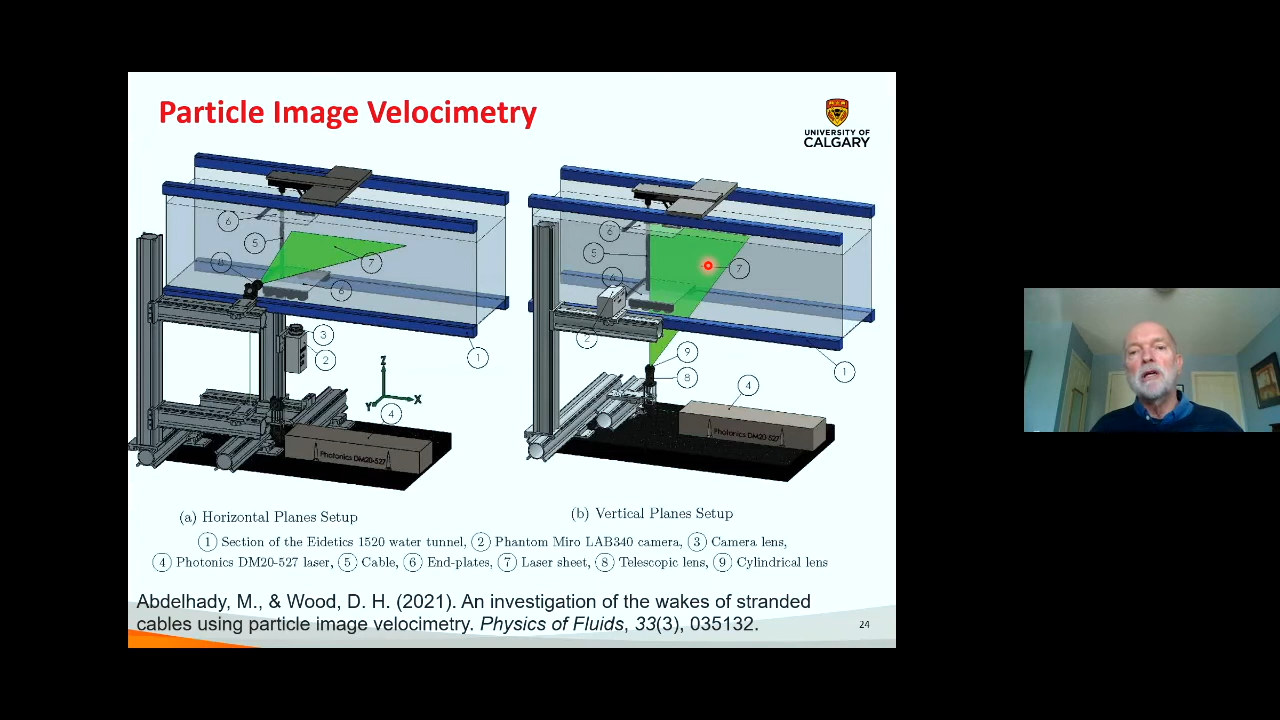 Particle Image Velocimetry
UNIVERSITY OF
CALGARY
6
5
8
7
6
3
2
1
Z
Y
X
4
Photonics DM20-527
6
5
7
2
9
8
1
4
Photonics DM20-527
(a) Horizontal Planes Setup
(b) Vertical Planes Setup
1 Section of the Eidetics 1520 water tunnel, 2 Phantom Miro LAB340 camera, 3 Camera lens,
4 Photonics DM20-527 laser, 5 Cable, 6 End-plates, 7 Laser sheet, 8 Telescopic lens, 9 Cylindrical lens
Abdelhady, M., & Wood, D. H. (2021). An investigation of the wakes of stranded
cables using particle image velocimetry. Physics of Fluids, 33(3), 035132.
24